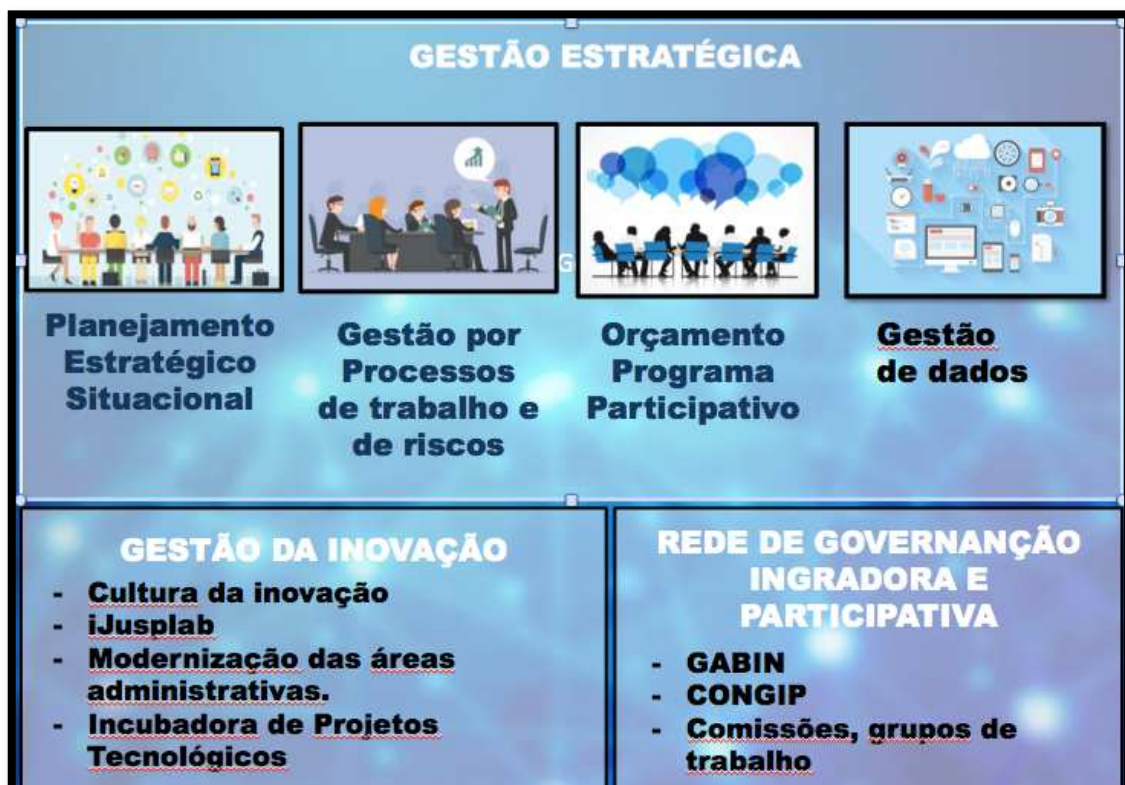 GESTÃO ESTRATÉGICA
G
Planejamento
Estratégico
Situacional
Gestão por
Processos
de trabalho e
de riscos
Orçamento
Programa
Participativo
Gestão
de dados
GESTÃO DA INOVAÇÃO
- Cultura da inovação
- iJusplab
- Modernização das áreas
administrativas.
- Incubadora de Projetos
Tecnológicos
REDE DE GOVERNANÇÃO
INGRADORA E
PARTICIPATIVA
- GABIN
- CONGIP
- Comissões, grupos de
trabalho